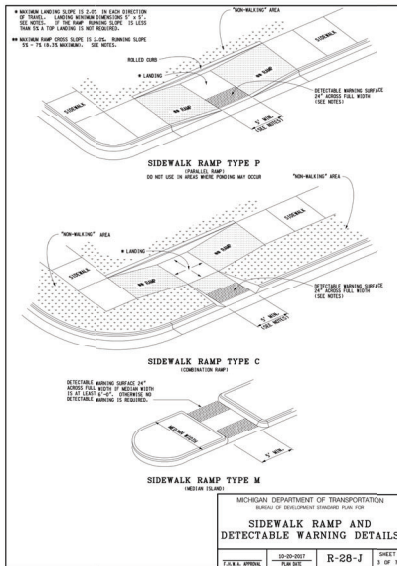 * MAXIMUM LANDING SLOPE IS 2.0% IN EACH DIRECTION
OF TRAVEL. LANDING MINIMUM DIMENSIONS 5' x 5'.
SEE NOTES. IF THE RAMP RUNNING SLOPE IS LESS
THAN 5% A TOP LANDING IS NOT REQUIRED.
** MAXIMUM RAMP CROSS SLOPE IS 2.0%. RUNNING SLOPE
5% - 7% (8.3% MAXIMUM). SEE NOTES.
"NON-WALKING" AREA
ROLLED CURB
* LANDING
SIDEWALK
** RAMP
** RAMP
SIDEWALK
DETECTABLE WARNING SURFACE
24" ACROSS FULL WIDTH
(SEE NOTES)
5' MIN.
(SEE NOTES)
SIDEWALK RAMP TYPE P
(PARALLEL RAMP)
DO NOT USE IN AREAS WHERE PONDING MAY OCCUR
"NON-WALKING" AREA
"NON-WALKING" AREA
SIDEWALK
* LANDING
** RAMP
** RAMP
SIDEWALK
DETECTABLE WARNING SURFACE
24" ACROSS FULL WIDTH
(SEE NOTES)
5' MIN.
(SEE NOTES)
SIDEWALK RAMP TYPE C
(COMBINATION RAMP)
DETECTABLE WARNING SURFACE 24"
ACROSS FULL WIDTH IF MEDIAN WIDTH
IS AT LEAST 6'-0". OTHERWISE NO
DETECTABLE WARNING IS REQUIRED.
MEDIAN WIDTH
5' MIN.
SIDEWALK RAMP TYPE M
(MEDIAN ISLAND)
MICHIGAN DEPARTMENT OF TRANSPORTATION
BUREAU OF DEVELOPMENT STANDARD PLAN FOR
SIDEWALK RAMP AND
DETECTABLE WARNING DETAILS
F.H.W.A. APPROVAL
10-20-2017
PLAN DATE
R-28-J
SHEET
3 OF 7